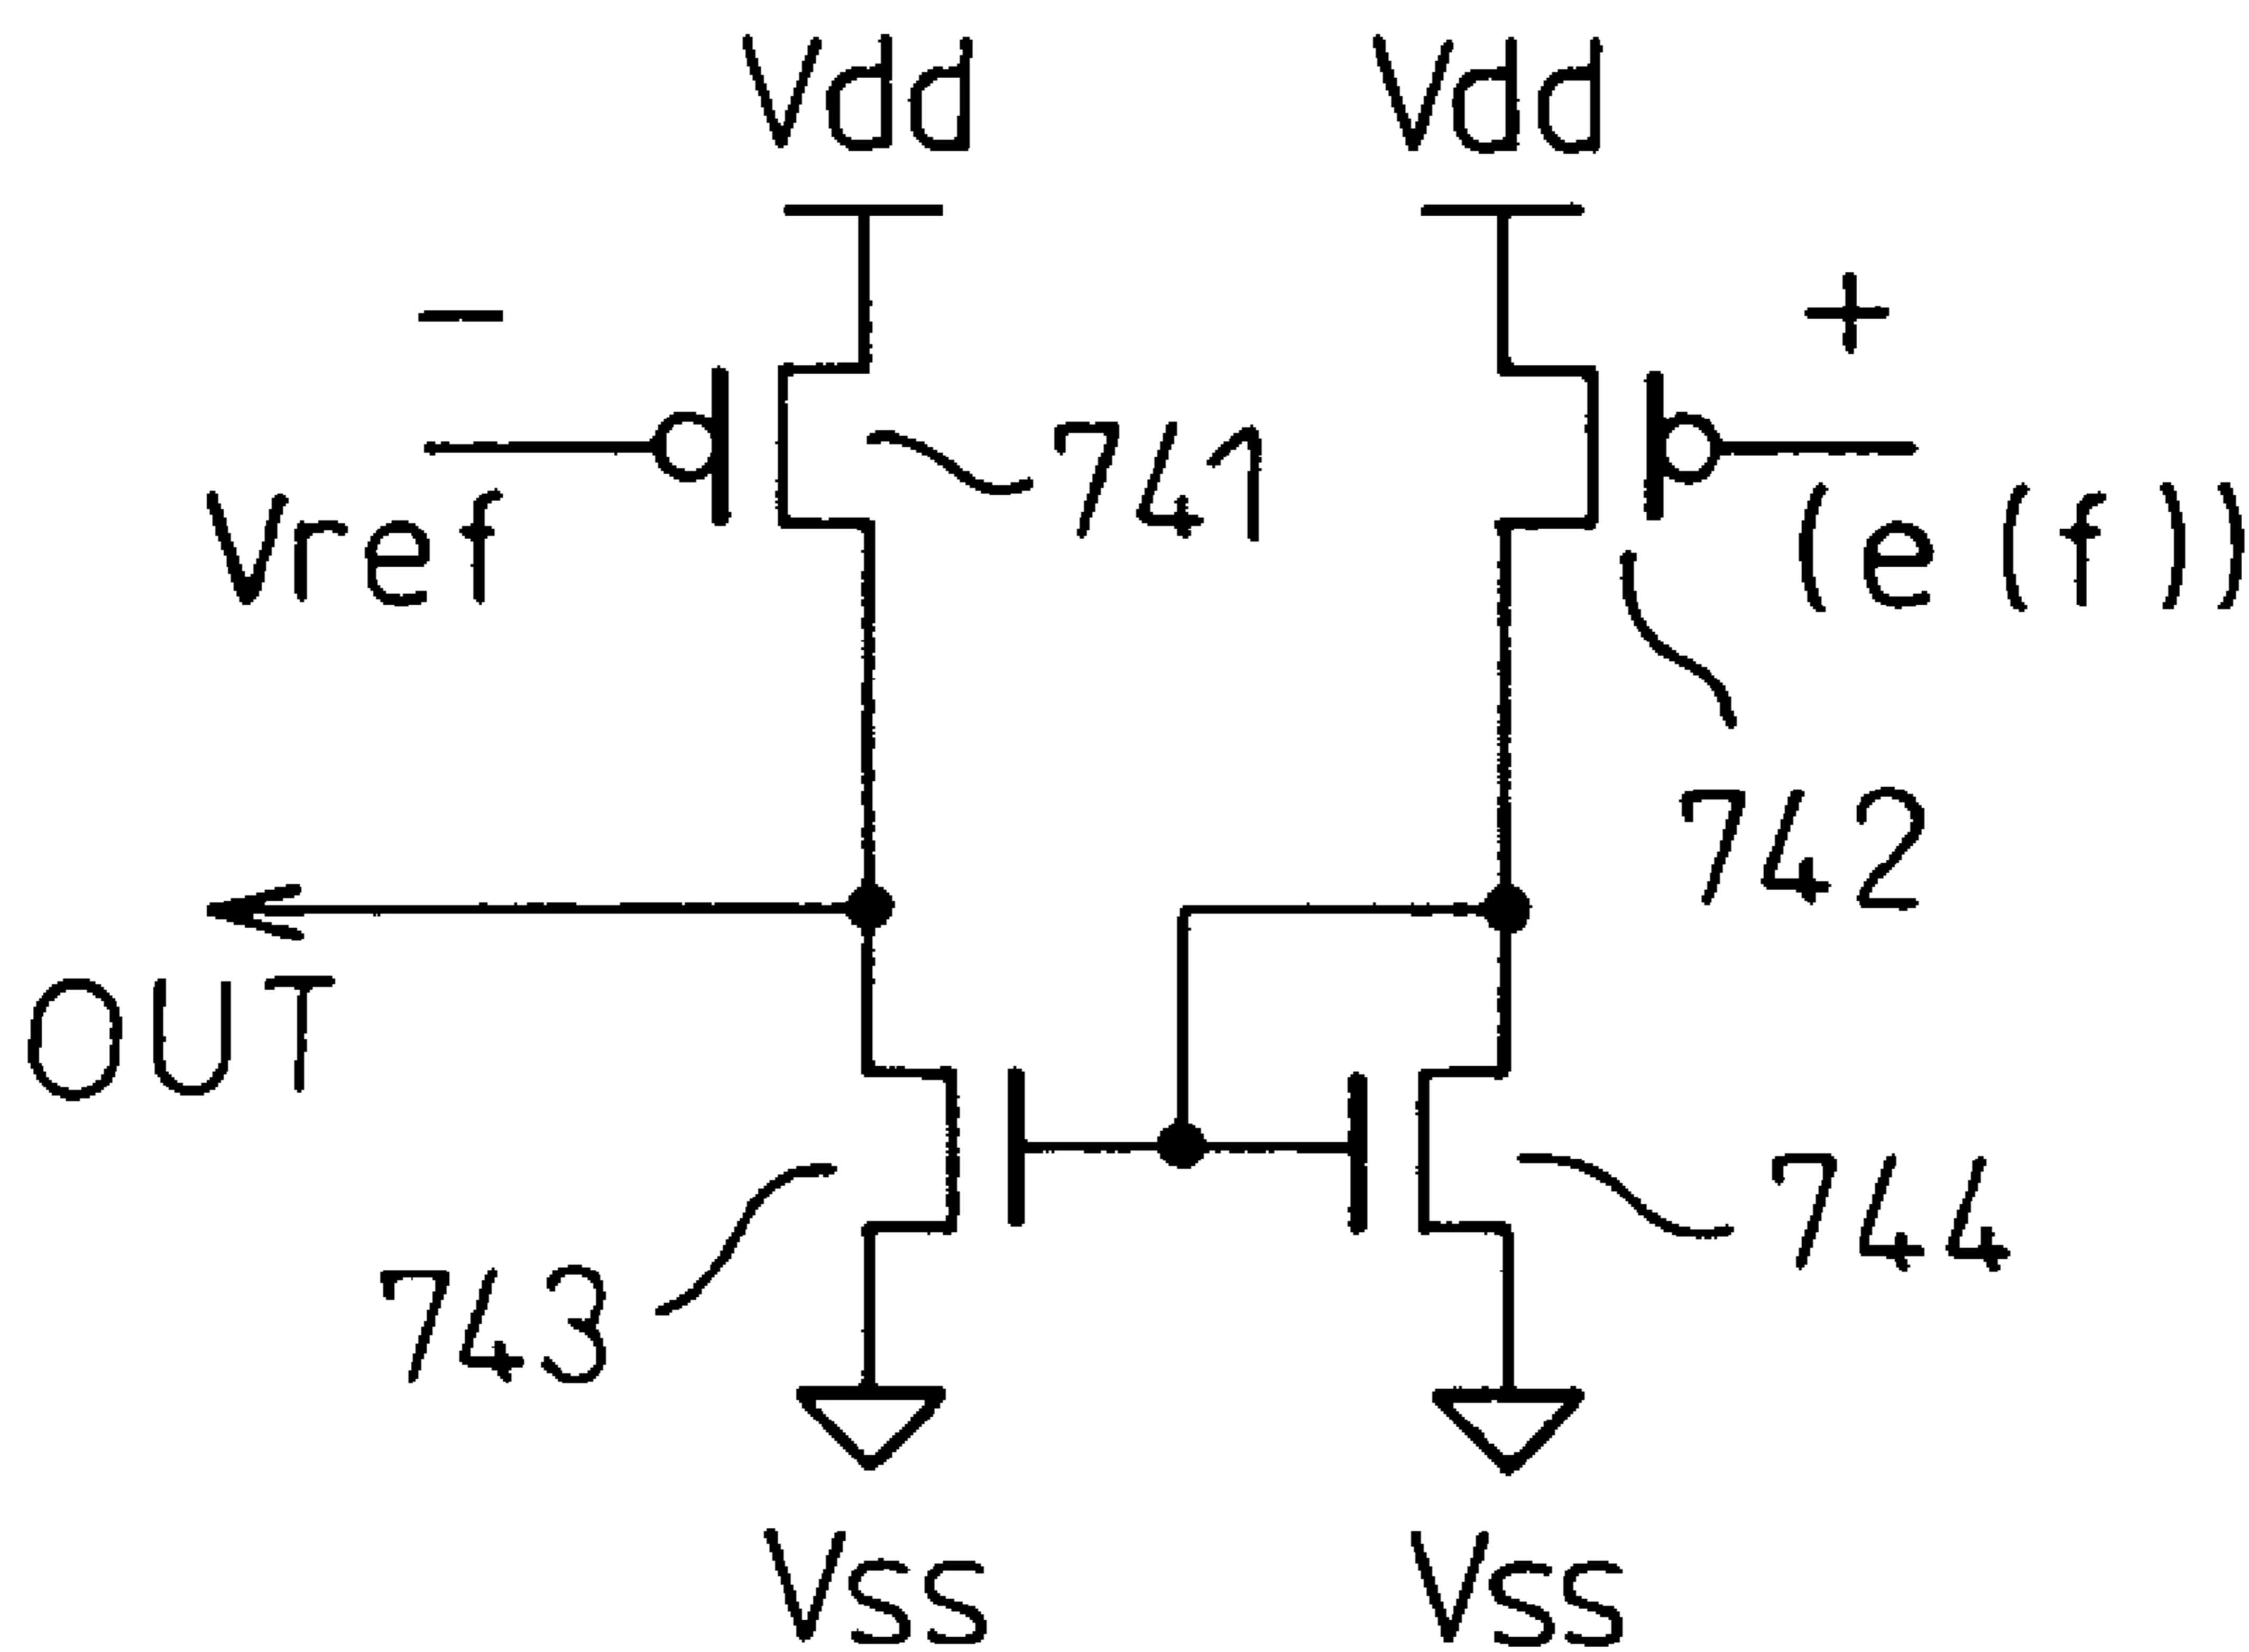 Vdd
Vdd
−
+
Vref
741
(e(f))
742
OUT
743
744
Vss
Vss